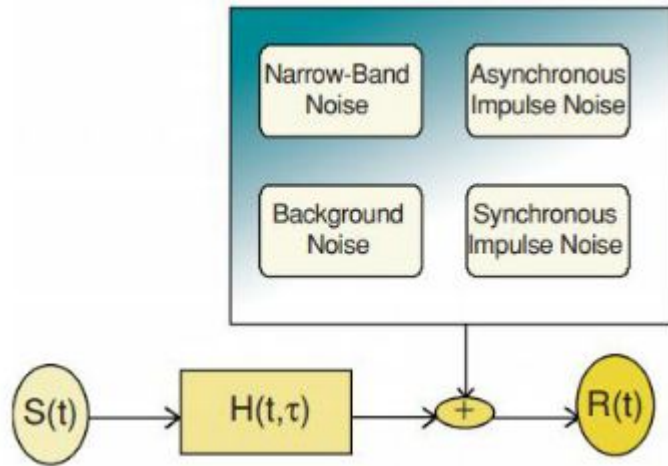 Narrow-Band
Noise
Asynchronous
Impulse Noise
Background
Noise
Synchronous
Impulse Noise
S(t)
H(t,τ)
+
R(t)